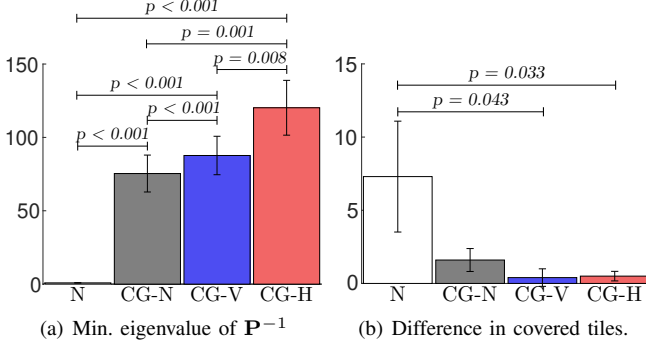 p < 0.001
p = 0.001
p = 0.008
p < 0.001
p < 0.001
p < 0.001
150
100
50
0
N CG-N CG-V CG-H
(a) Min. eigenvalue of P⁻¹
p = 0.033
p = 0.043
15
10
5
0
N CG-N CG-V CG-H
(b) Difference in covered tiles.